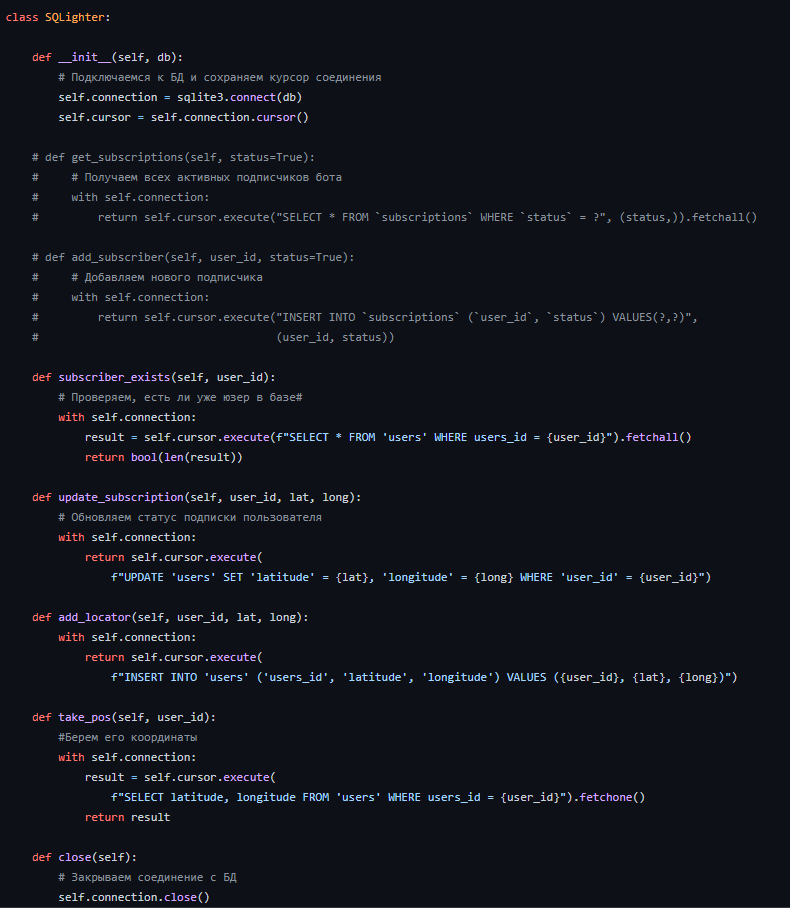 class SQLighter:
    def __init__(self, db):
        # Подключаемся к БД и сохраняем курсор соединения
        self.connection = sqlite3.connect(db)
        self.cursor = self.connection.cursor()
    # def get_subscriptions(self, status=True):
    #     # Получаем всех активных подписчиков бота
    #     with self.connection:
    #         return self.cursor.execute("SELECT * FROM `subscriptions` WHERE `status` = ?", (status,)).fetchall()
    # def add_subscriber(self, user_id, status=True):
    #     # Добавляем нового подписчика
    #     with self.connection:
    #         return self.cursor.execute("INSERT INTO `subscriptions` (`user_id`, `status`) VALUES(?,?)",
    #                                    (user_id, status))
    def subscriber_exists(self, user_id):
        # Проверяем, есть ли уже юзер в базе#
        with self.connection:
            result = self.cursor.execute(f"SELECT * FROM 'users' WHERE users_id = {user_id}").fetchall()
            return bool(len(result))
    def update_subscription(self, user_id, lat, long):
        # Обновляем статус подписки пользователя
        with self.connection:
            return self.cursor.execute(
                f"UPDATE 'users' SET 'latitude' = {lat}, 'longitude' = {long} WHERE 'user_id' = {user_id}")
    def add_locator(self, user_id, lat, long):
        with self.connection:
            return self.cursor.execute(
                f"INSERT INTO 'users' ('users_id', 'latitude', 'longitude') VALUES ({user_id}, {lat}, {long})")
    def take_pos(self, user_id):
        #Берем его координаты
        with self.connection:
            result = self.cursor.execute(
                f"SELECT latitude, longitude FROM 'users' WHERE users_id = {user_id}").fetchone()
            return result
    def close(self):
        # Закрываем соединение с БД
        self.connection.close()